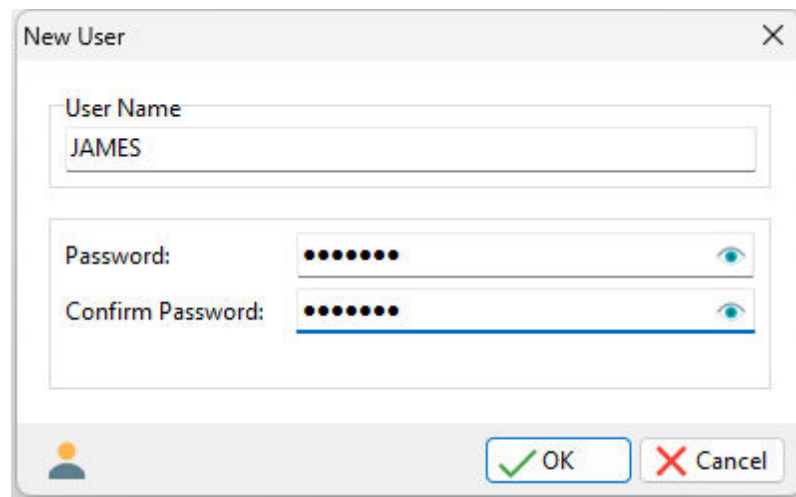 New User
User Name
JAMES
Password: •••••••
Confirm Password: •••••••
OK Cancel